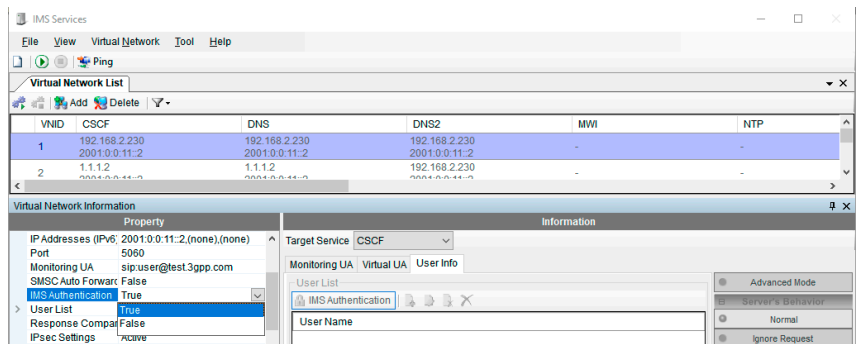 IMS Services
File View Virtual Network Tool Help
Ping
Virtual Network List
Add Delete
VNID CSCF DNS DNS2 MWI NTP
1 192.168.2.230 192.168.2.230 192.168.2.230 - -
2001:0:0:11::2 2001:0:0:11::2 2001:0:0:11::2
2 1.1.1.2 1.1.1.2 192.168.2.230 - -
Virtual Network Information
Property Information
IP Addresses (IPv6) 2001:0:0:11::2,(none),(none) Target Service CSCF
Port 5060
Monitoring UA sip:user@test.3gpp.com Monitoring UA Virtual UA User Info
SMSC Auto Forward False User List Advanced Mode
IMS Authentication True IMS Authentication Server's Behavior
User List True User Name Normal
Response Compar False
IPsec Settings Active Ignore Request